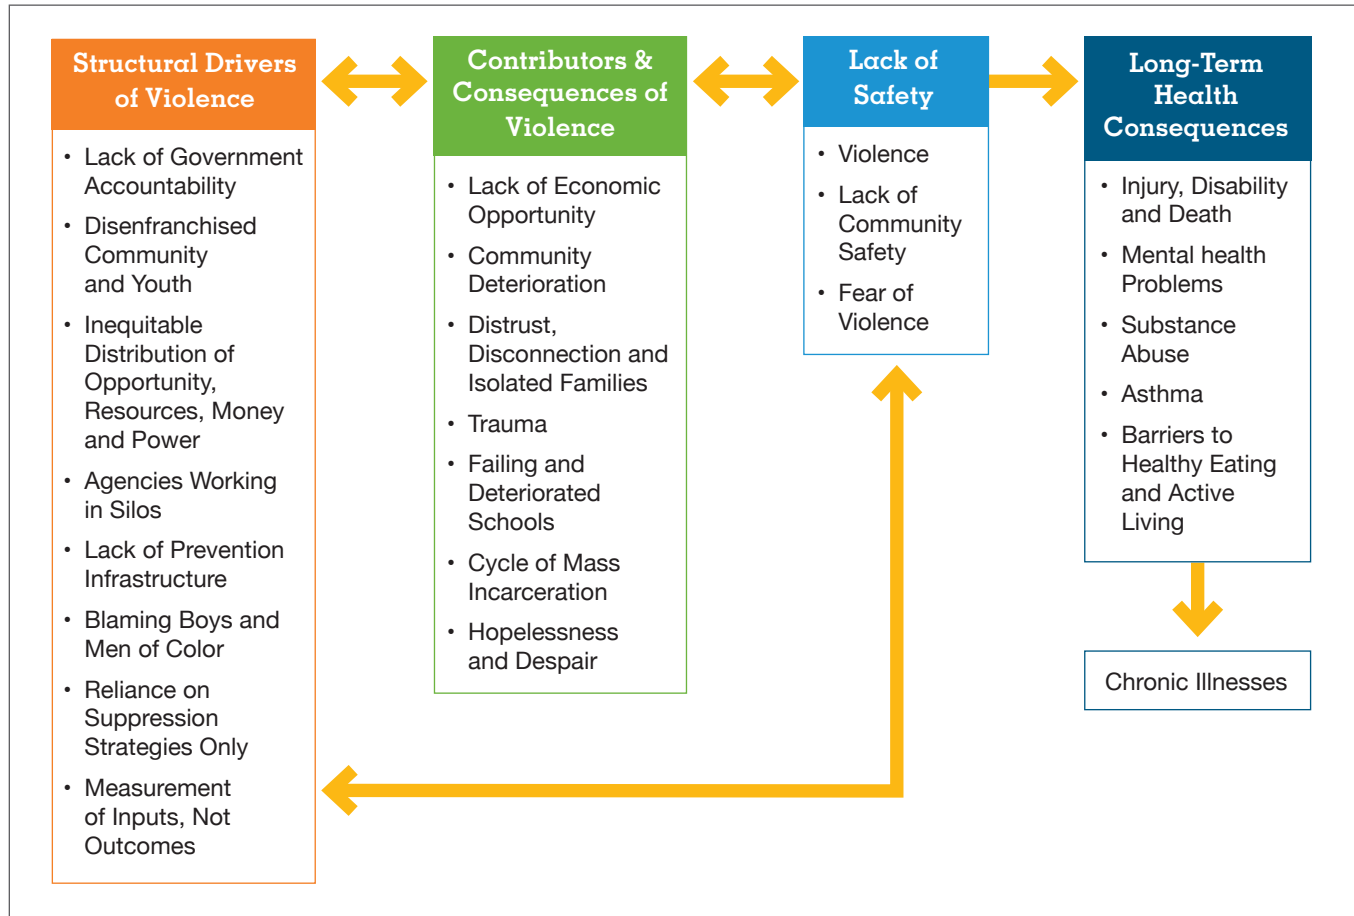 Structural Drivers
of Violence
• Lack of Government
Accountability
• Disenfranchised
Community
and Youth
• Inequitable
Distribution of
Opportunity,
Resources, Money
and Power
• Agencies Working
in Silos
• Lack of Prevention
Infrastructure
• Blaming Boys and
Men of Color
• Reliance on
Suppression
Strategies Only
• Measurement
of Inputs, Not
Outcomes
Contributors &
Consequences of
Violence
• Lack of Economic
Opportunity
• Community
Deterioration
• Distrust,
Disconnection and
Isolated Families
• Trauma
• Failing and
Deteriorated
Schools
• Cycle of Mass
Incarceration
• Hopelessness
and Despair
Lack of
Safety
• Violence
• Lack of
Community
Safety
• Fear of
Violence
Long-Term
Health
Consequences
• Injury, Disability
and Death
• Mental health
Problems
• Substance
Abuse
• Asthma
• Barriers to
Healthy Eating
and Active
Living
Chronic Illnesses